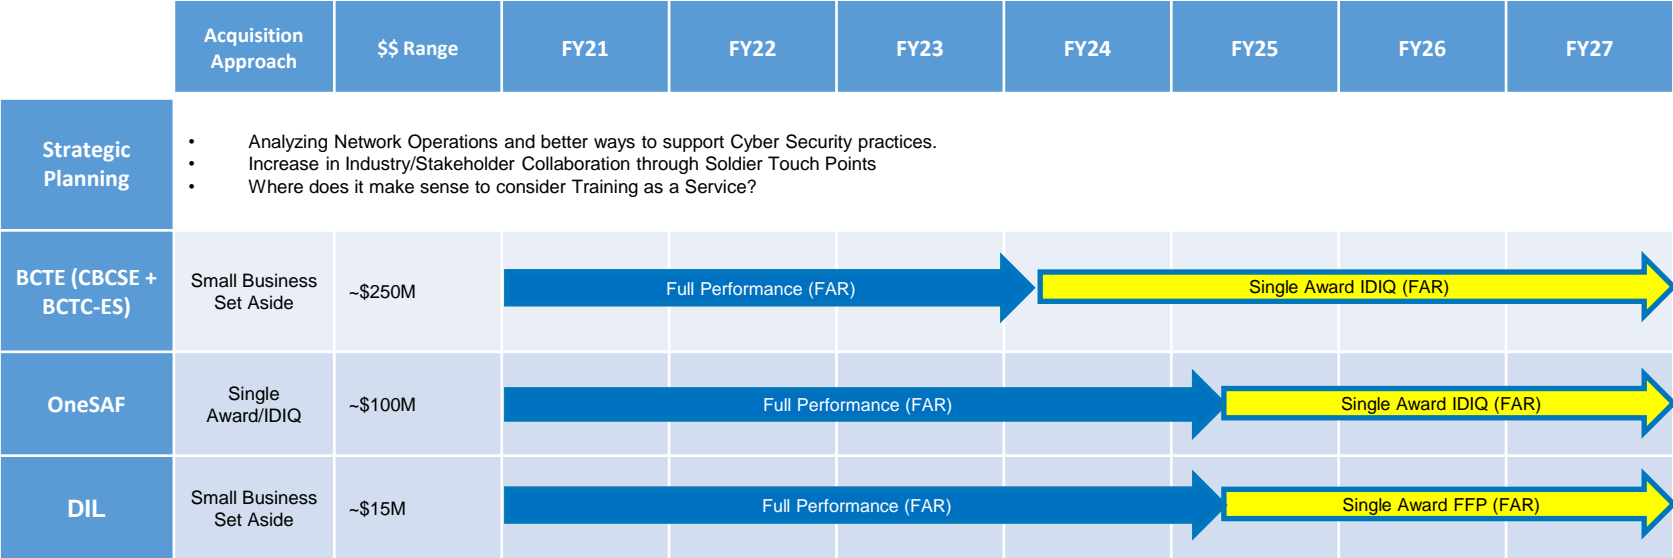 Acquisition
Approach
$$ Range
FY21
FY22
FY23
FY24
FY25
FY26
FY27
Strategic
Planning
• Analyzing Network Operations and better ways to support Cyber Security practices.
• Increase in Industry/Stakeholder Collaboration through Soldier Touch Points
• Where does it make sense to consider Training as a Service?
BCTE (CBCSE +
BCTC-ES)
Small Business
Set Aside
~$250M
Full Performance (FAR)
Single Award IDIQ (FAR)
OneSAF
Single
Award/IDIQ
~$100M
Full Performance (FAR)
Single Award IDIQ (FAR)
DIL
Small Business
Set Aside
~$15M
Full Performance (FAR)
Single Award FFP (FAR)